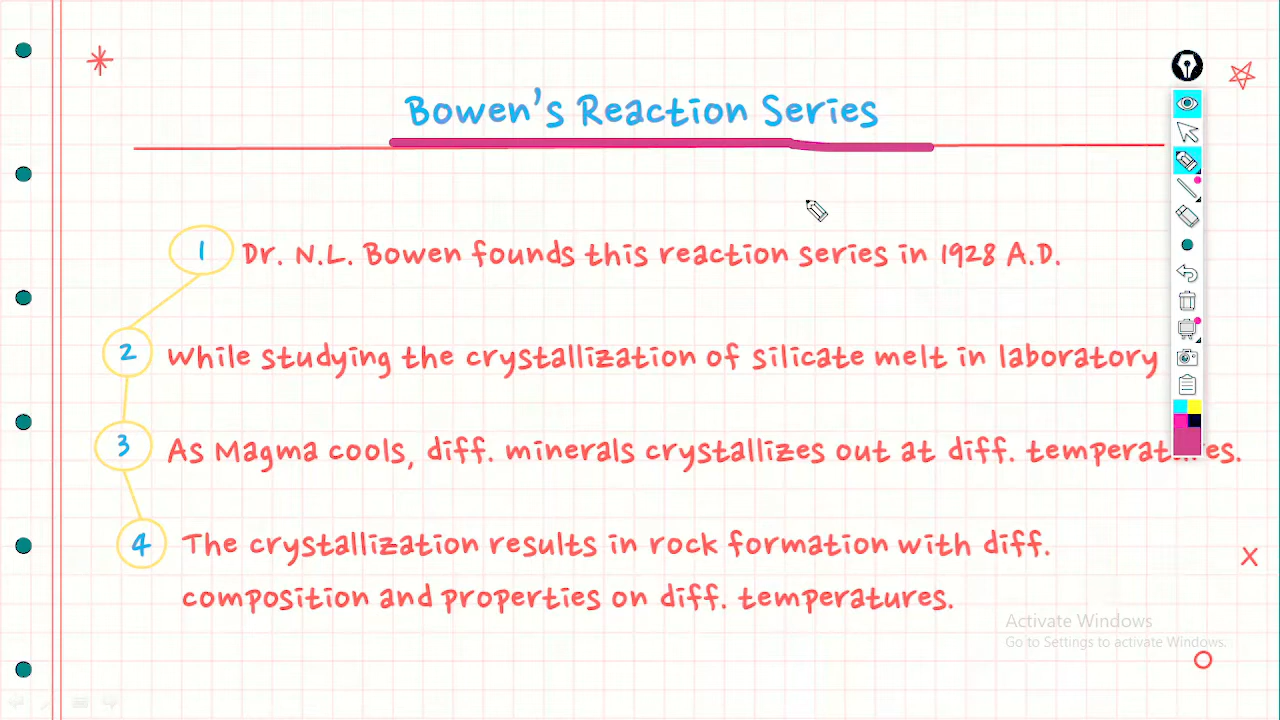 Bowen's Reaction Series
1 Dr. N.L. Bowen founds this reaction series in 1928 A.D.
2 While studying the crystallization of silicate melt in laboratory
3 As Magma cools, diff. minerals crystallizes out at diff. temperatures.
4 The crystallization results in rock formation with diff.
composition and properties on diff. temperatures.
Activate Windows
Go to Settings to activate Windows.